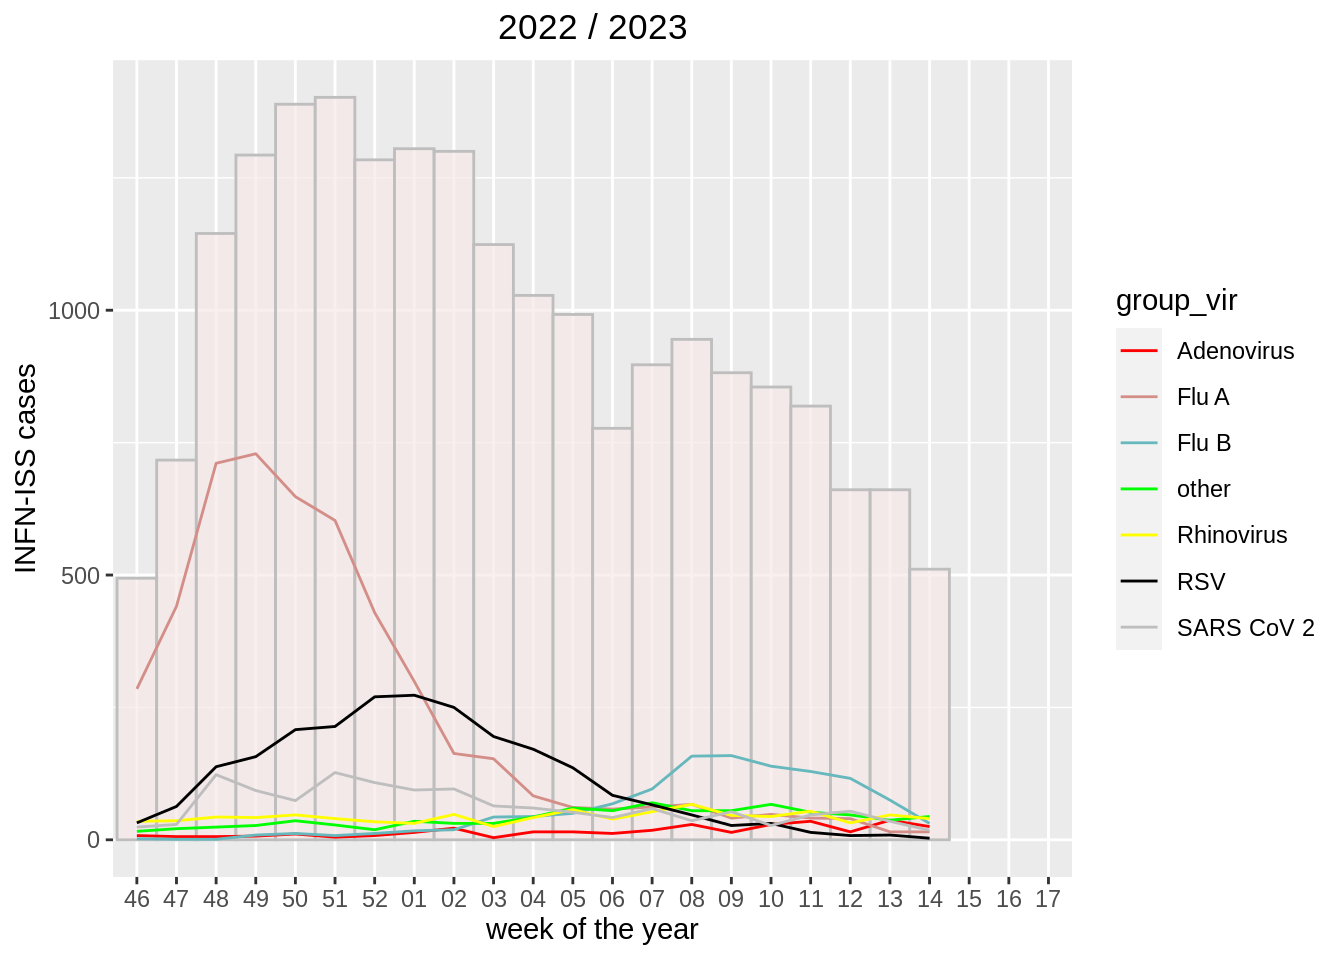 2022 / 2023
INFN-ISS cases
1000
500
0
46 47 48 49 50 51 52 01 02 03 04 05 06 07 08 09 10 11 12 13 14 15 16 17
week of the year
group_vir
Adenovirus
Flu A
Flu B
other
Rhinovirus
RSV
SARS CoV 2